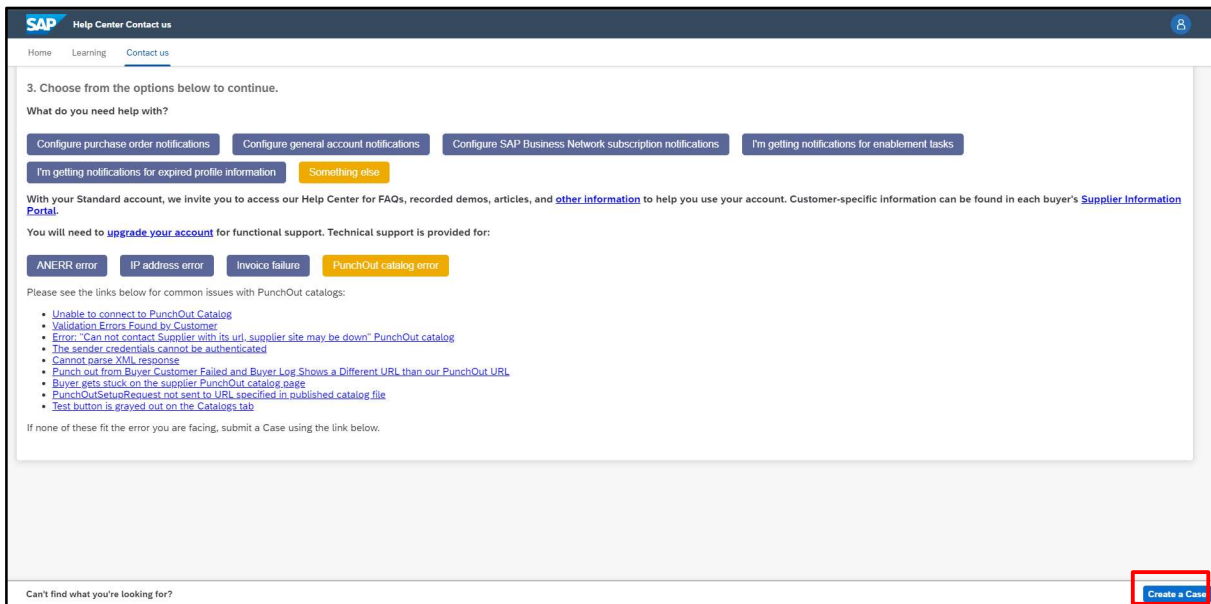 SAP Help Center Contact us
Home Learning Contact us
3. Choose from the options below to continue.
What do you need help with?
Configure purchase order notifications Configure general account notifications Configure SAP Business Network subscription notifications I'm getting notifications for enablement tasks
I'm getting notifications for expired profile information Something else
With your Standard account, we invite you to access our Help Center for FAQs, recorded demos, articles, and other information to help you use your account. Customer-specific information can be found in each buyer's Supplier Information
Portal.
You will need to upgrade your account for functional support. Technical support is provided for:
ANERR error IP address error Invoice failure PunchOut catalog error
Please see the links below for common issues with PunchOut catalogs:
• Unable to connect to PunchOut Catalog
• Validation Errors Found by Customer
• Error: "Can not contact Supplier with its url, supplier site may be down" PunchOut catalog
• The sender credentials cannot be authenticated
• Cannot parse XML response
• Punch out from Buyer Customer Failed and Buyer Log Shows a Different URL than our PunchOut URL
• Buyer gets stuck on the supplier PunchOut catalog page
• PunchOutSetupRequest not sent to URL specified in published catalog file
• Test button is grayed out on the Catalogs tab
If none of these fit the error you are facing, submit a Case using the link below.
Can't find what you're looking for? Create a Case